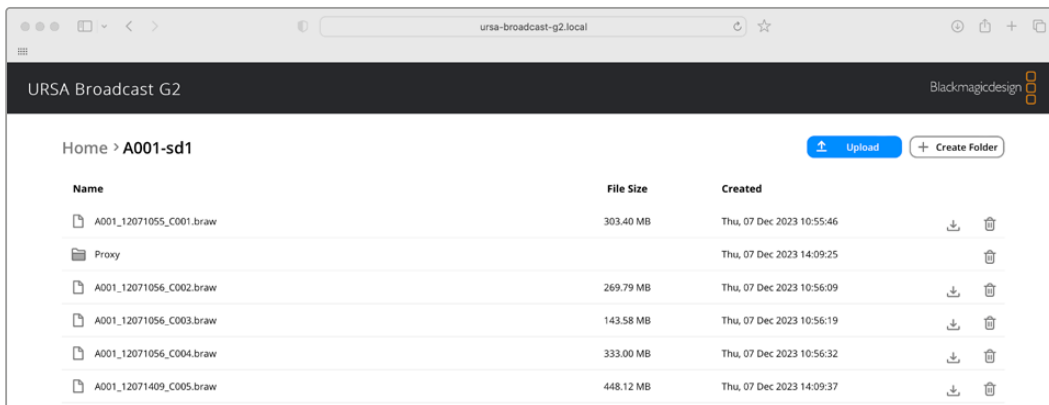 ursa-broadcast-g2.local
URSA Broadcast G2
Blackmagicdesign
Home > A001-sd1
Upload
+ Create Folder
Name File Size Created
A001_12071055_C001.braw 303.40 MB Thu, 07 Dec 2023 10:55:46
Proxy Thu, 07 Dec 2023 14:09:25
A001_12071056_C002.braw 269.79 MB Thu, 07 Dec 2023 10:56:09
A001_12071056_C003.braw 143.58 MB Thu, 07 Dec 2023 10:56:19
A001_12071056_C004.braw 333.00 MB Thu, 07 Dec 2023 10:56:32
A001_12071409_C005.braw 448.12 MB Thu, 07 Dec 2023 14:09:37